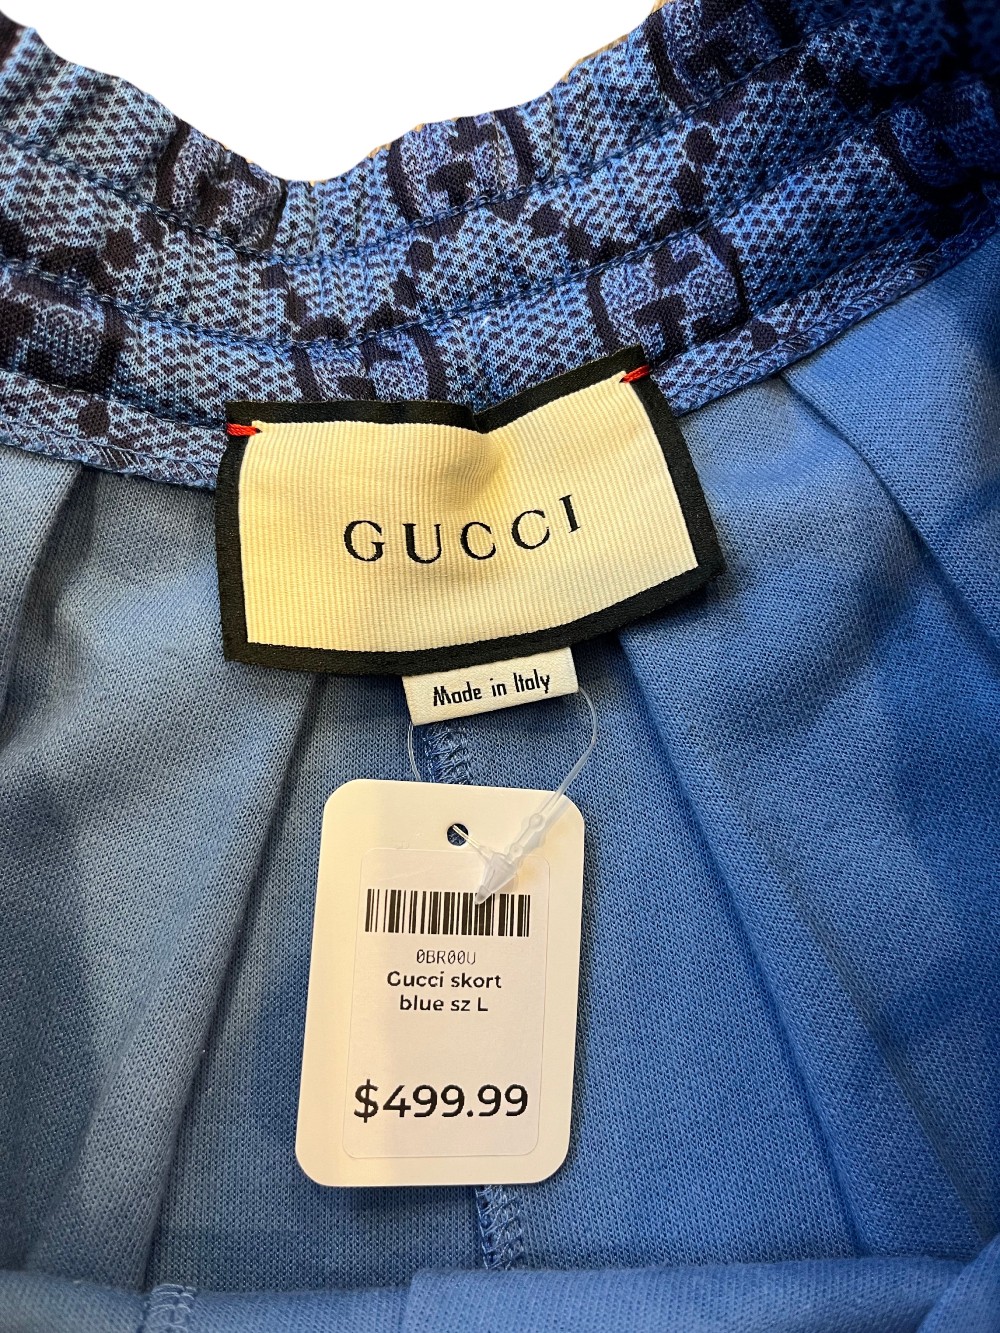 GUCCI
Made in Italy
0BR00U
Gucci skort
blue sz L
$499.99